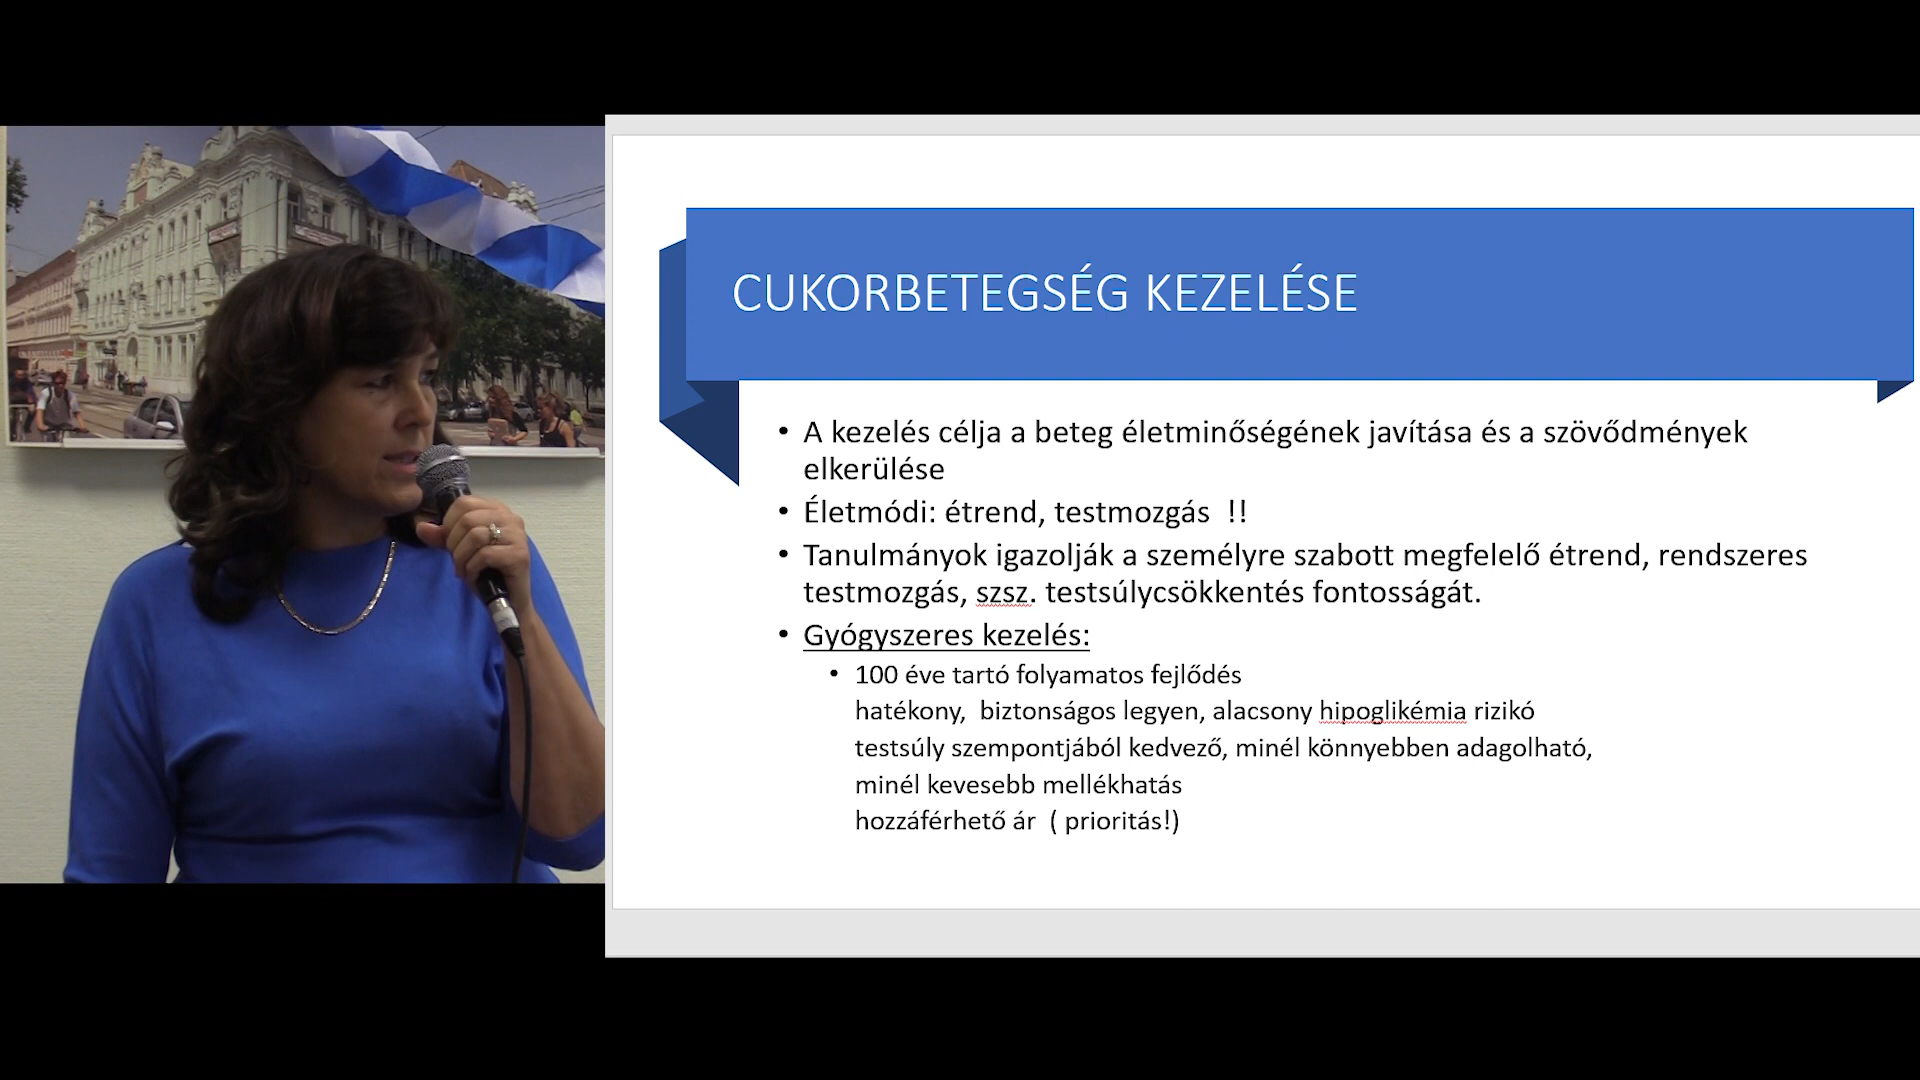 CUKORBETEGSÉG KEZELÉSE
• A kezelés célja a beteg életminőségének javítása és a szövődmények
elkerülése
• Életmódi: étrend, testmozgás  !!
• Tanulmányok igazolják a személyre szabott megfelelő étrend, rendszeres
testmozgás, szsz. testsúlycsökkentés fontosságát.
• Gyógyszeres kezelés:
• 100 éve tartó folyamatos fejlődés
hatékony,  biztonságos legyen, alacsony hipoglikémia rizikó
testsúly szempontjából kedvező, minél könnyebben adagolható,
minél kevesebb mellékhatás
hozzáférhető ár  ( prioritás!)